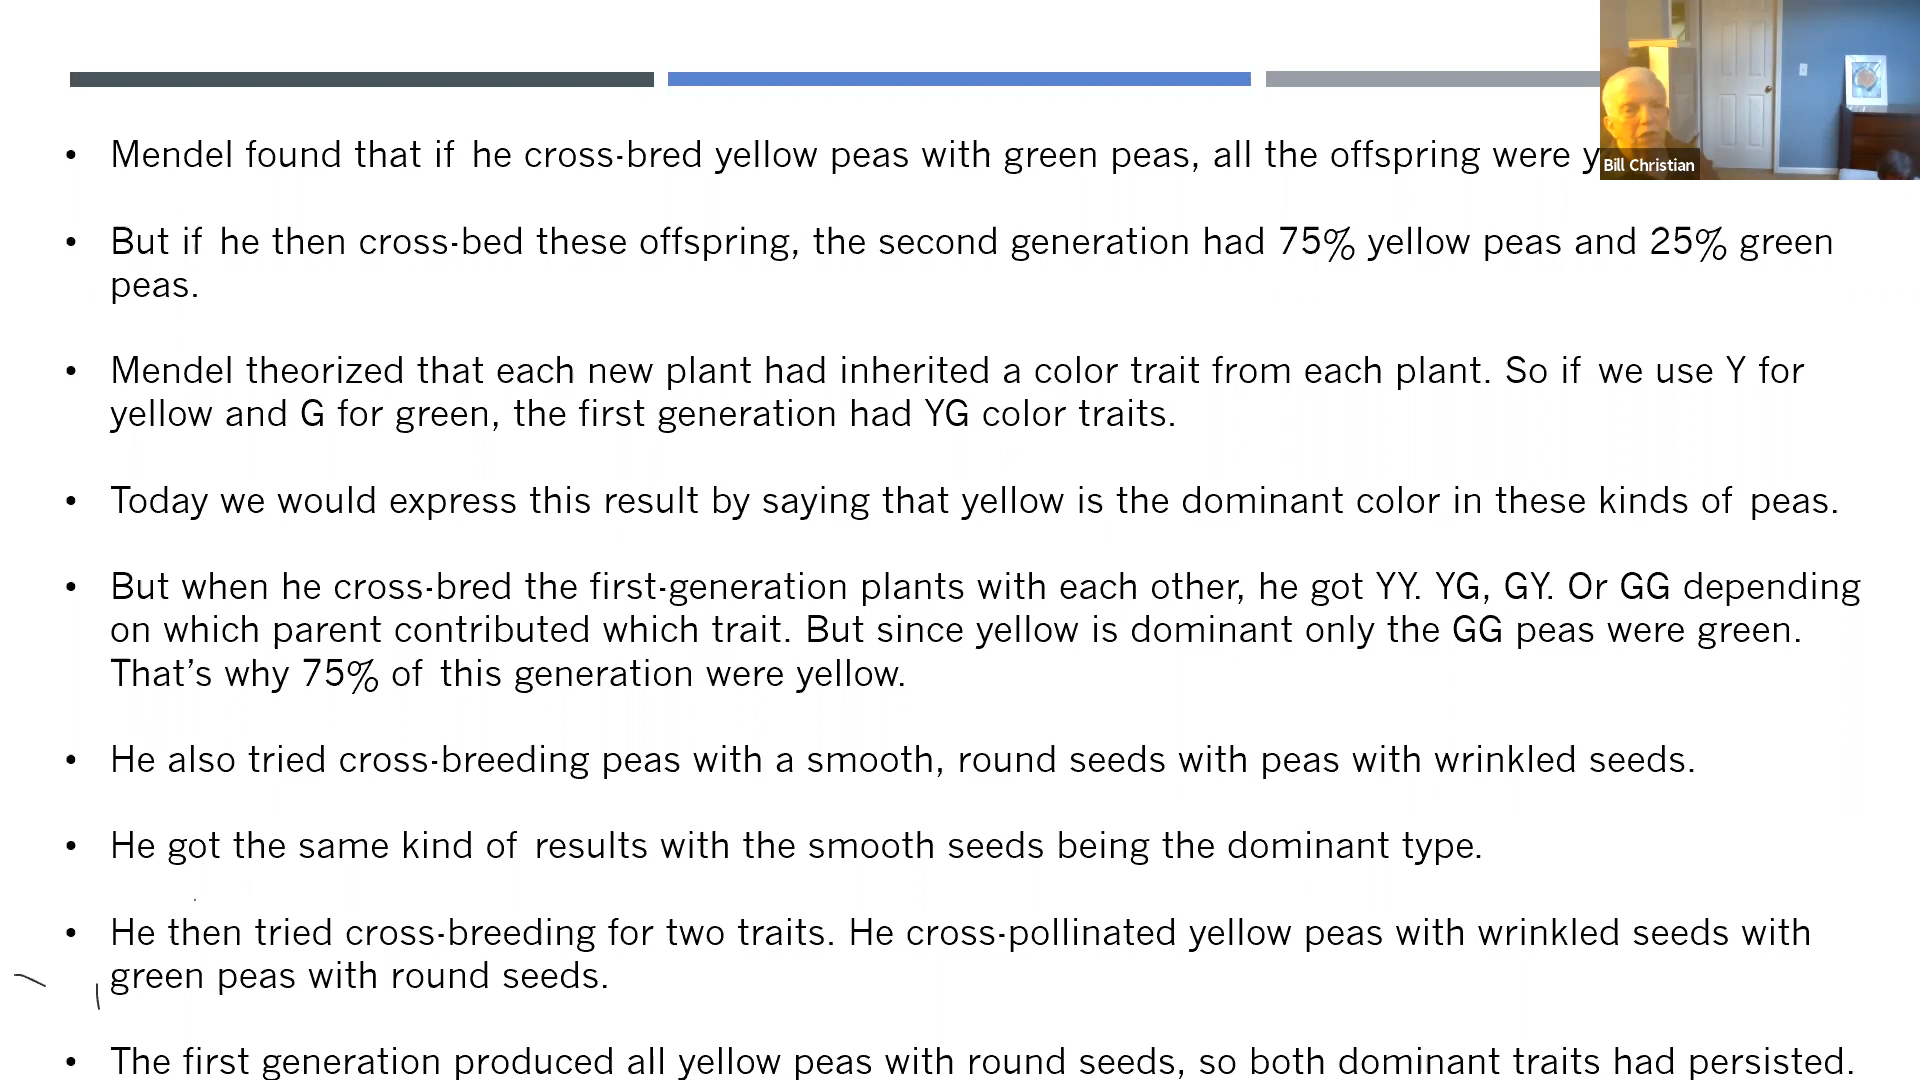 Mendel found that if he cross-bred yellow peas with green peas, all the offspring were
Bill Christian
But if he then cross-bed these offspring, the second generation had 75% yellow peas and 25% green
peas.
Mendel theorized that each new plant had inherited a color trait from each plant. So if we use Y for
yellow and G for green, the first generation had YG color traits.
Today we would express this result by saying that yellow is the dominant color in these kinds of peas.
But when he cross-bred the first-generation plants with each other, he got YY. YG, GY. Or GG depending
on which parent contributed which trait. But since yellow is dominant only the GG peas were green.
That’s why 75% of this generation were yellow.
He also tried cross-breeding peas with a smooth, round seeds with peas with wrinkled seeds.
He got the same kind of results with the smooth seeds being the dominant type.
He then tried cross-breeding for two traits. He cross-pollinated yellow peas with wrinkled seeds with
green peas with round seeds.
The first generation produced all yellow peas with round seeds, so both dominant traits had persisted.